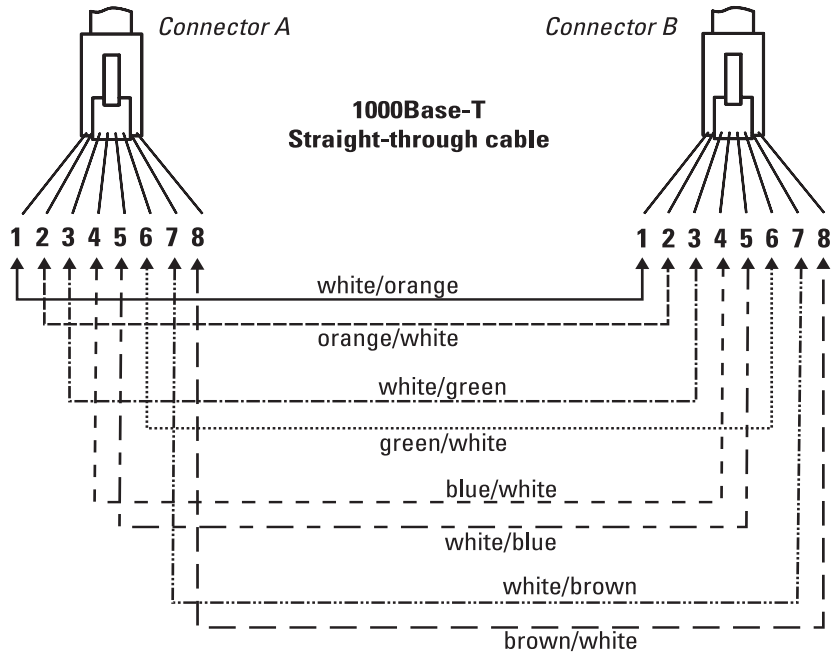 Connector A
Connector B
1000Base-T
Straight-through cable
1 2 3 4 5 6 7 8
1 2 3 4 5 6 7 8
white/orange
orange/white
white/green
green/white
blue/white
white/blue
white/brown
brown/white